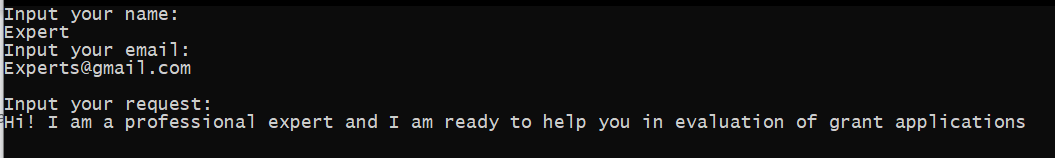 Input your name:
Expert
Input your email:
Experts@gmail.com
Input your request:
Hi! I am a professional expert and I am ready to help you in evaluation of grant applications